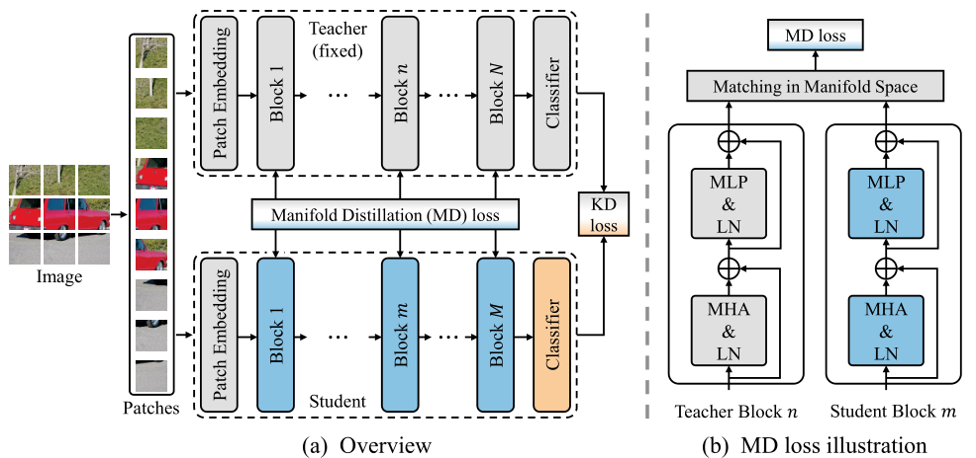 Teacher
(fixed)
Patch Embedding
Block 1
Block n
Block N
Classifier
Manifold Distillation (MD) loss
KD
loss
Image
Patches
Patch Embedding
Block 1
Block m
Block M
Classifier
Student
(a) Overview
MD loss
Matching in Manifold Space
MLP
&
LN
MHA
&
LN
Teacher Block n
MLP
&
LN
MHA
&
LN
Student Block m
(b) MD loss illustration